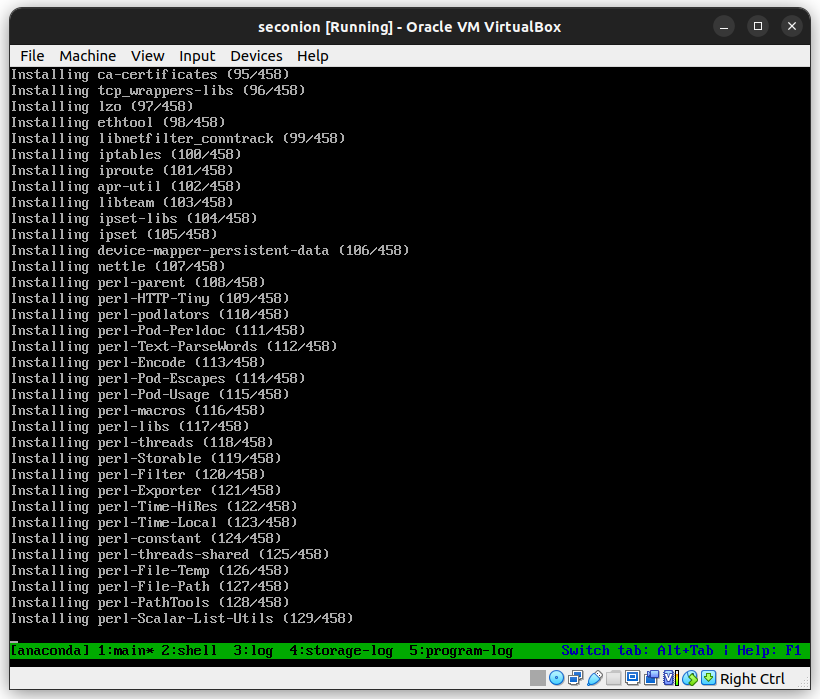 seconion [Running] - Oracle VM VirtualBox
File Machine View Input Devices Help
Installing ca-certificates (95/458)
Installing tcp_wrappers-libs (96/458)
Installing lzo (97/458)
Installing ethtool (98/458)
Installing libnetfilter_conntrack (99/458)
Installing iptables (100/458)
Installing iproute (101/458)
Installing apr-util (102/458)
Installing libteam (103/458)
Installing ipset-libs (104/458)
Installing ipset (105/458)
Installing device-mapper-persistent-data (106/458)
Installing nettle (107/458)
Installing perl-parent (108/458)
Installing perl-HTTP-Tiny (109/458)
Installing perl-podlators (110/458)
Installing perl-Pod-Perldoc (111/458)
Installing perl-Text-ParseWords (112/458)
Installing perl-Encode (113/458)
Installing perl-Pod-Escapes (114/458)
Installing perl-Pod-Usage (115/458)
Installing perl-macros (116/458)
Installing perl-libs (117/458)
Installing perl-threads (118/458)
Installing perl-Storable (119/458)
Installing perl-Filter (120/458)
Installing perl-Exporter (121/458)
Installing perl-Time-HiRes (122/458)
Installing perl-Time-Local (123/458)
Installing perl-constant (124/458)
Installing perl-threads-shared (125/458)
Installing perl-File-Temp (126/458)
Installing perl-File-Path (127/458)
Installing perl-PathTools (128/458)
Installing perl-Scalar-List-Utils (129/458)
[anaconda] 1:main* 2:shell 3:log 4:storage-log 5:program-log Switch tab: Alt+Tab | Help: F1
Right Ctrl